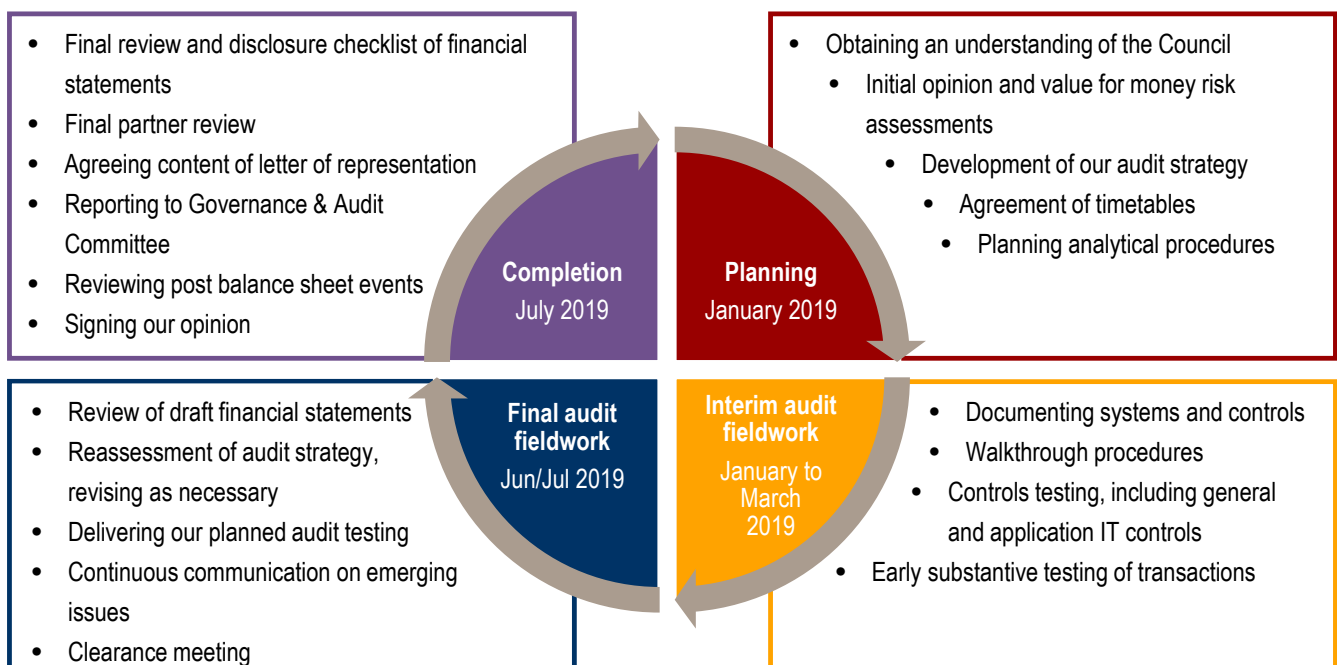 • Final review and disclosure checklist of financial
statements
• Final partner review
• Agreeing content of letter of representation
• Reporting to Governance & Audit
Committee
• Reviewing post balance sheet events
• Signing our opinion
Completion
July 2019
Planning
January 2019
• Obtaining an understanding of the Council
• Initial opinion and value for money risk
assessments
• Development of our audit strategy
• Agreement of timetables
• Planning analytical procedures
• Review of draft financial statements
• Reassessment of audit strategy,
revising as necessary
• Delivering our planned audit testing
• Continuous communication on emerging
issues
• Clearance meeting
Final audit
fieldwork
Jun/Jul 2019
Interim audit
fieldwork
January to
March
2019
• Documenting systems and controls
• Walkthrough procedures
• Controls testing, including general
and application IT controls
• Early substantive testing of transactions